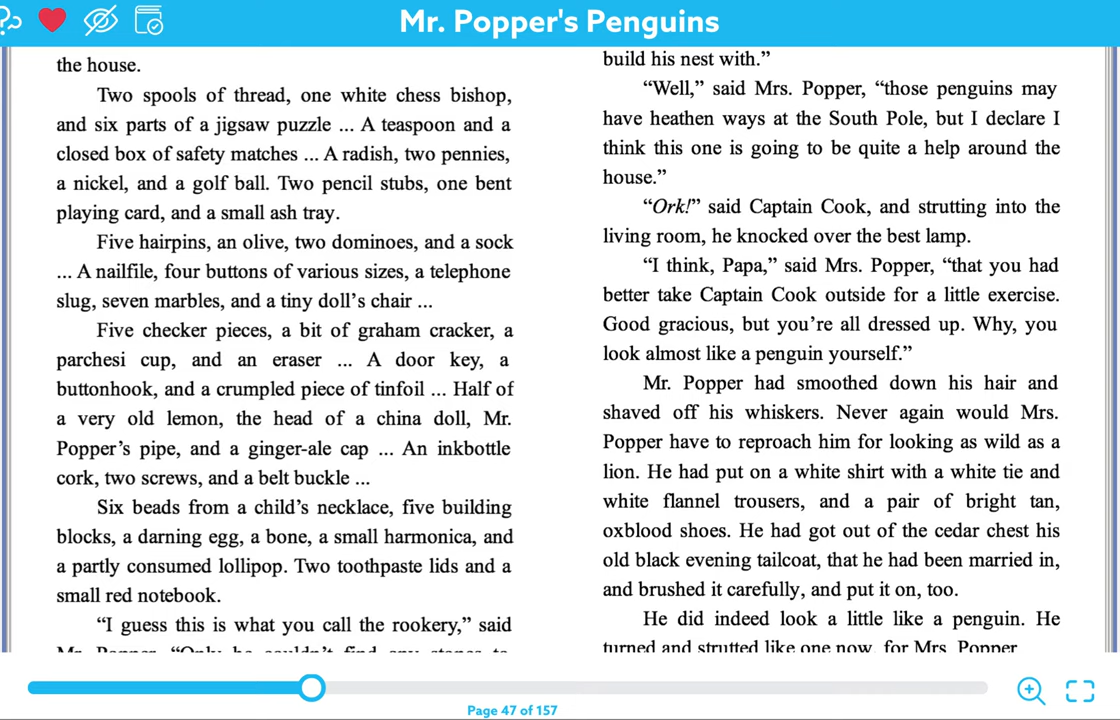 Mr. Popper's Penguins
the house.
Two spools of thread, one white chess bishop,
and six parts of a jigsaw puzzle ... A teaspoon and a
closed box of safety matches ... A radish, two pennies,
a nickel, and a golf ball. Two pencil stubs, one bent
playing card, and a small ash tray.
Five hairpins, an olive, two dominoes, and a sock
... A nailfile, four buttons of various sizes, a telephone
slug, seven marbles, and a tiny doll’s chair ...
Five checker pieces, a bit of graham cracker, a
parchesi cup, and an eraser ... A door key, a
buttonhook, and a crumpled piece of tinfoil ... Half of
a very old lemon, the head of a china doll, Mr.
Popper’s pipe, and a ginger-ale cap ... An inkbottle
cork, two screws, and a belt buckle ...
Six beads from a child’s necklace, five building
blocks, a darning egg, a bone, a small harmonica, and
a partly consumed lollipop. Two toothpaste lids and a
small red notebook.
“I guess this is what you call the rookery,” said
Mr. Popper. “Only he couldn’t find any stones to
build his nest with.”
“Well,” said Mrs. Popper, “those penguins may
have heathen ways at the South Pole, but I declare I
think this one is going to be quite a help around the
house.”
“Ork!” said Captain Cook, and strutting into the
living room, he knocked over the best lamp.
“I think, Papa,” said Mrs. Popper, “that you had
better take Captain Cook outside for a little exercise.
Good gracious, but you’re all dressed up. Why, you
look almost like a penguin yourself.”
Mr. Popper had smoothed down his hair and
shaved off his whiskers. Never again would Mrs.
Popper have to reproach him for looking as wild as a
lion. He had put on a white shirt with a white tie and
white flannel trousers, and a pair of bright tan,
oxblood shoes. He had got out of the cedar chest his
old black evening tailcoat, that he had been married in,
and brushed it carefully, and put it on, too.
He did indeed look a little like a penguin. He
turned and strutted like one now, for Mrs. Popper
Page 47 of 157